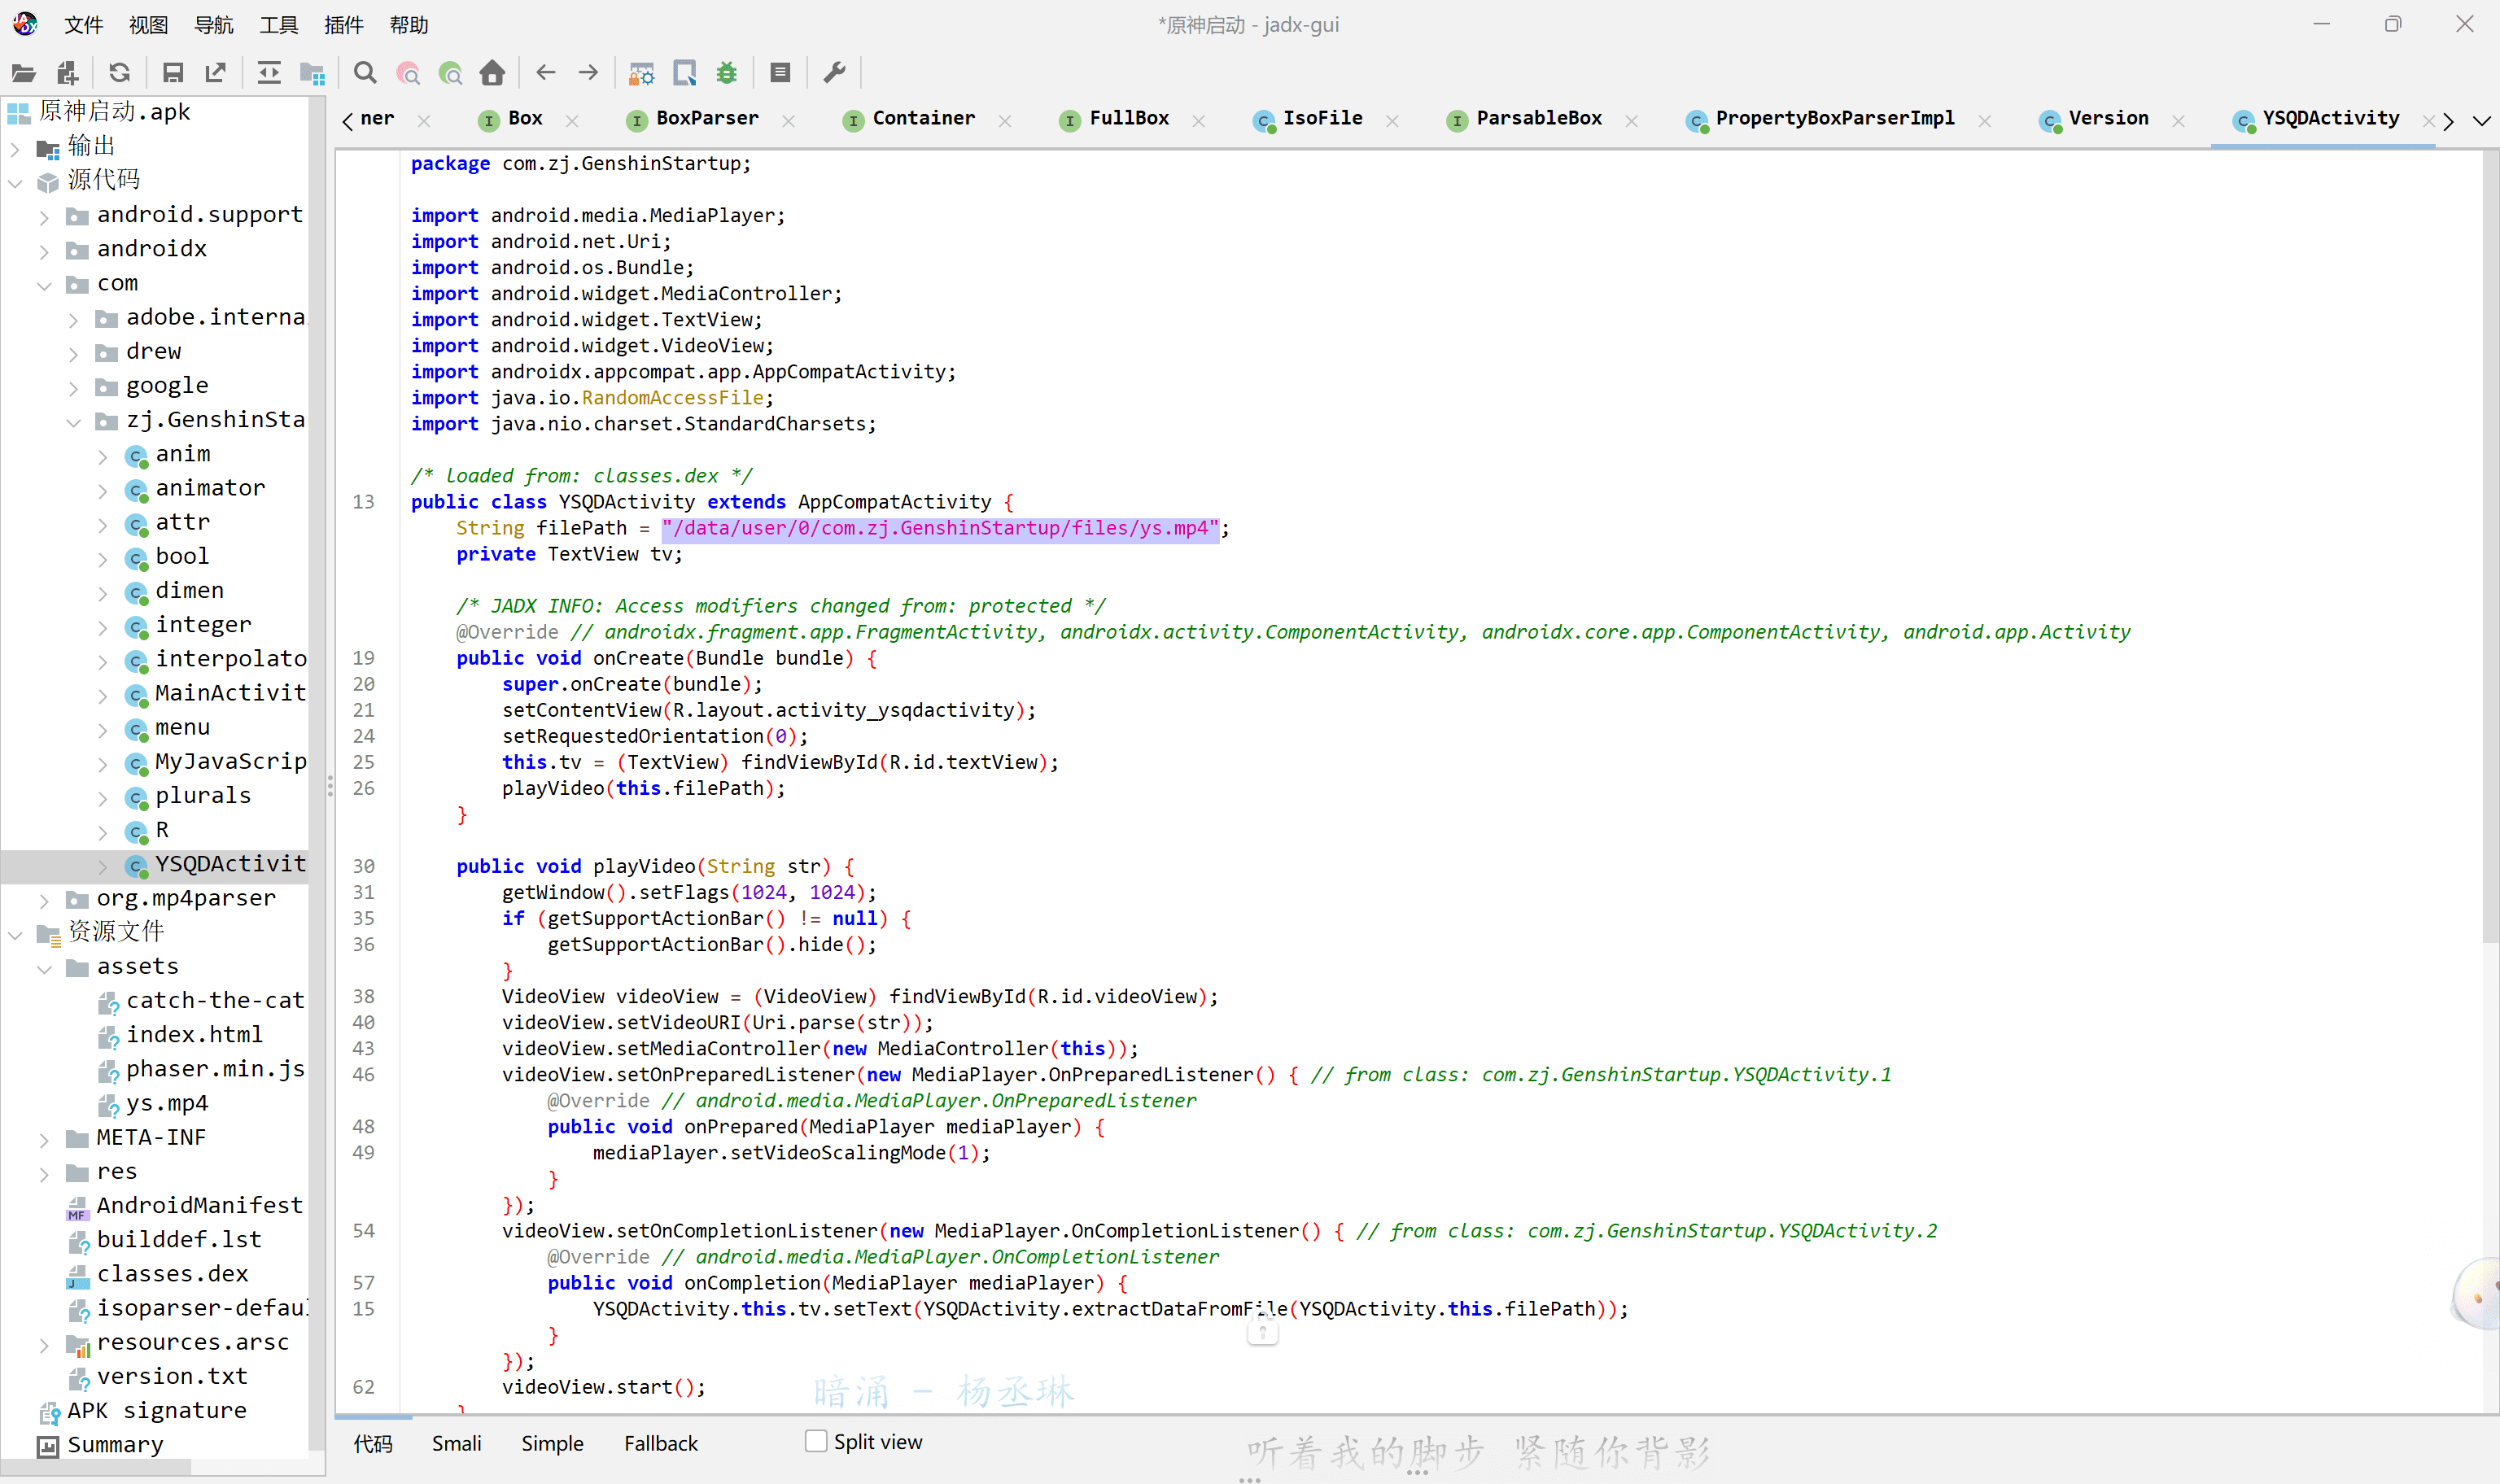 文件 视图 导航 工具 插件 帮助
*原神启动 - jadx-gui
原神启动.apk
输出
源代码
android.support
androidx
com
adobe.interna
drew
google
zj.GenshinSta
anim
animator
attr
bool
dimen
integer
interpolato
MainActivit
menu
MyJavaScrip
plurals
R
YSQDActivit
org.mp4parser
资源文件
assets
catch-the-cat
index.html
phaser.min.js
ys.mp4
META-INF
res
AndroidManifest
builddef.lst
classes.dex
isoparser-defaul
resources.arsc
version.txt
APK signature
Summary
ner Box BoxParser Container FullBox IsoFile ParsableBox PropertyBoxParserImpl Version YSQDActivity
package com.zj.GenshinStartup;
import android.media.MediaPlayer;
import android.net.Uri;
import android.os.Bundle;
import android.widget.MediaController;
import android.widget.TextView;
import android.widget.VideoView;
import androidx.appcompat.app.AppCompatActivity;
import java.io.RandomAccessFile;
import java.nio.charset.StandardCharsets;
/* loaded from: classes.dex */
13 public class YSQDActivity extends AppCompatActivity {
String filePath = "/data/user/0/com.zj.GenshinStartup/files/ys.mp4";
private TextView tv;
/* JADX INFO: Access modifiers changed from: protected */
@Override // androidx.fragment.app.FragmentActivity, androidx.activity.ComponentActivity, androidx.core.app.ComponentActivity, android.app.Activity
19 public void onCreate(Bundle bundle) {
20 super.onCreate(bundle);
21 setContentView(R.layout.activity_ysqdactivity);
24 setRequestedOrientation(0);
25 this.tv = (TextView) findViewById(R.id.textView);
26 playVideo(this.filePath);
}
30 public void playVideo(String str) {
31 getWindow().setFlags(1024, 1024);
35 if (getSupportActionBar() != null) {
36 getSupportActionBar().hide();
}
38 VideoView videoView = (VideoView) findViewById(R.id.videoView);
40 videoView.setVideoURI(Uri.parse(str));
43 videoView.setMediaController(new MediaController(this));
46 videoView.setOnPreparedListener(new MediaPlayer.OnPreparedListener() { // from class: com.zj.GenshinStartup.YSQDActivity.1
@Override // android.media.MediaPlayer.OnPreparedListener
48 public void onPrepared(MediaPlayer mediaPlayer) {
49 mediaPlayer.setVideoScalingMode(1);
}
});
54 videoView.setOnCompletionListener(new MediaPlayer.OnCompletionListener() { // from class: com.zj.GenshinStartup.YSQDActivity.2
@Override // android.media.MediaPlayer.OnCompletionListener
57 public void onCompletion(MediaPlayer mediaPlayer) {
15 YSQDActivity.this.tv.setText(YSQDActivity.extractDataFromFile(YSQDActivity.this.filePath));
}
});
62 videoView.start();
}
暗涌 - 杨丞琳
代码 Smali Simple Fallback Split view
听着我的脚步 紧随你背影